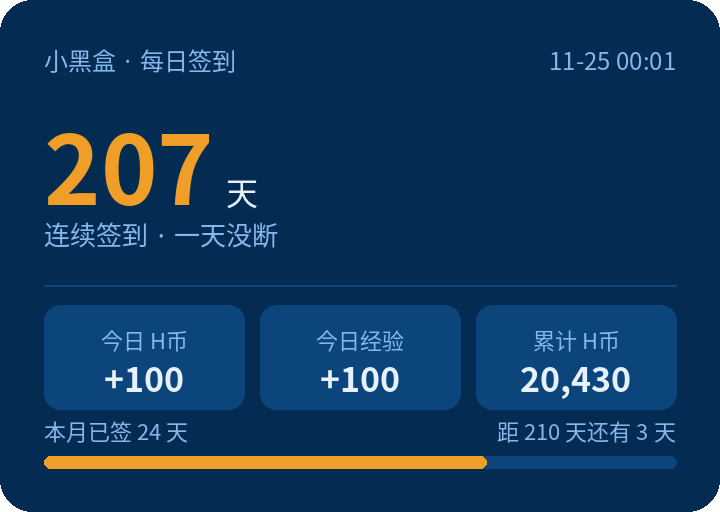 小黑盒 · 每日签到
11-25 00:01
207 天
连续签到 · 一天没断
今日 H币
+100
今日经验
+100
累计 H币
20,430
本月已签 24 天
距 210 天还有 3 天